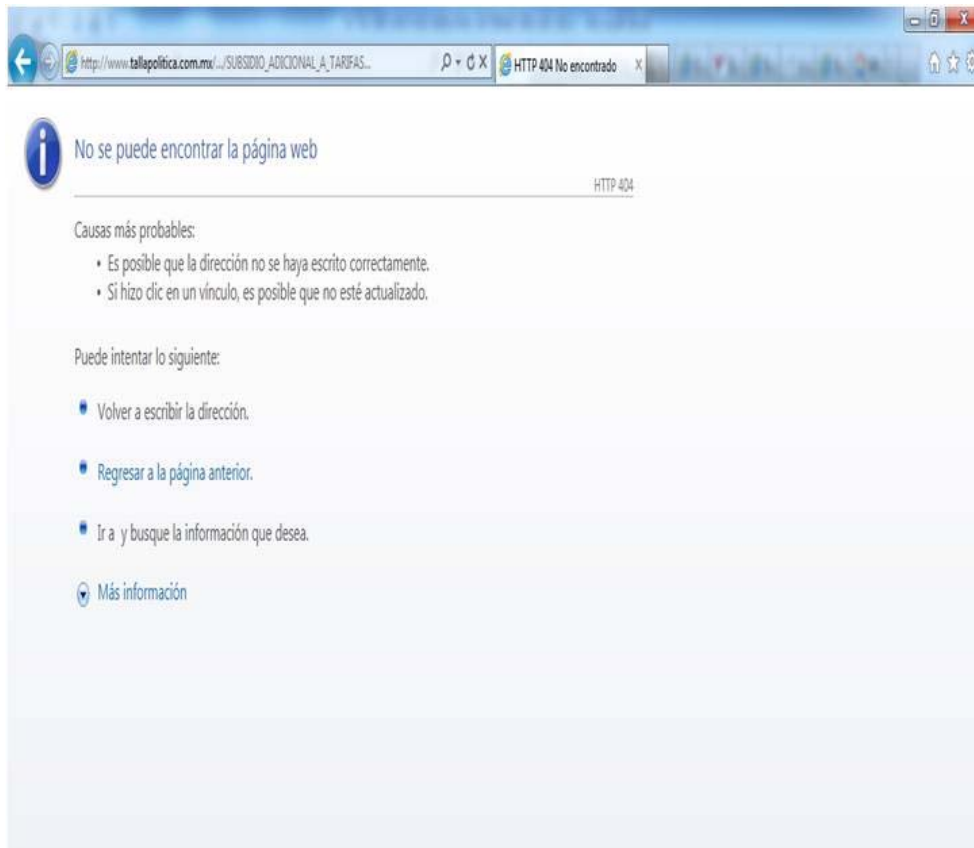 http://www.tallapolitica.com.mx/.../SUBSIDIO_ADICIONAL_A_TARIFAS...
HTTP 404 No encontrado
No se puede encontrar la página web
HTTP 404
Causas más probables:
• Es posible que la dirección no se haya escrito correctamente.
• Si hizo clic en un vínculo, es posible que no esté actualizado.
Puede intentar lo siguiente:
Volver a escribir la dirección.
Regresar a la página anterior.
Ir a y busque la información que desea.
Más información